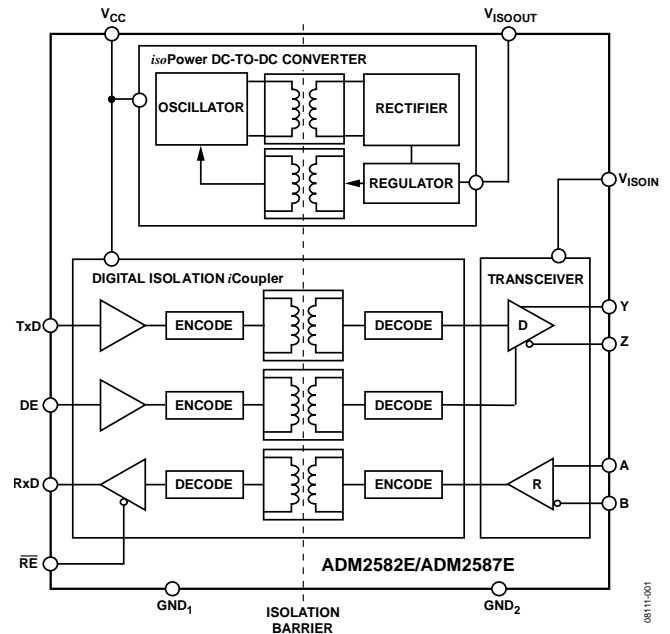 VCC
VISOOUT
isoPower DC-TO-DC CONVERTER
OSCILLATOR
RECTIFIER
REGULATOR
VISOIN
DIGITAL ISOLATION iCoupler
TRANSCEIVER
TxD
ENCODE
DECODE
D
Y
Z
DE
ENCODE
DECODE
RxD
DECODE
ENCODE
R
A
B
RE
ADM2582E/ADM2587E
GND1
ISOLATION
BARRIER
GND2
08111-001